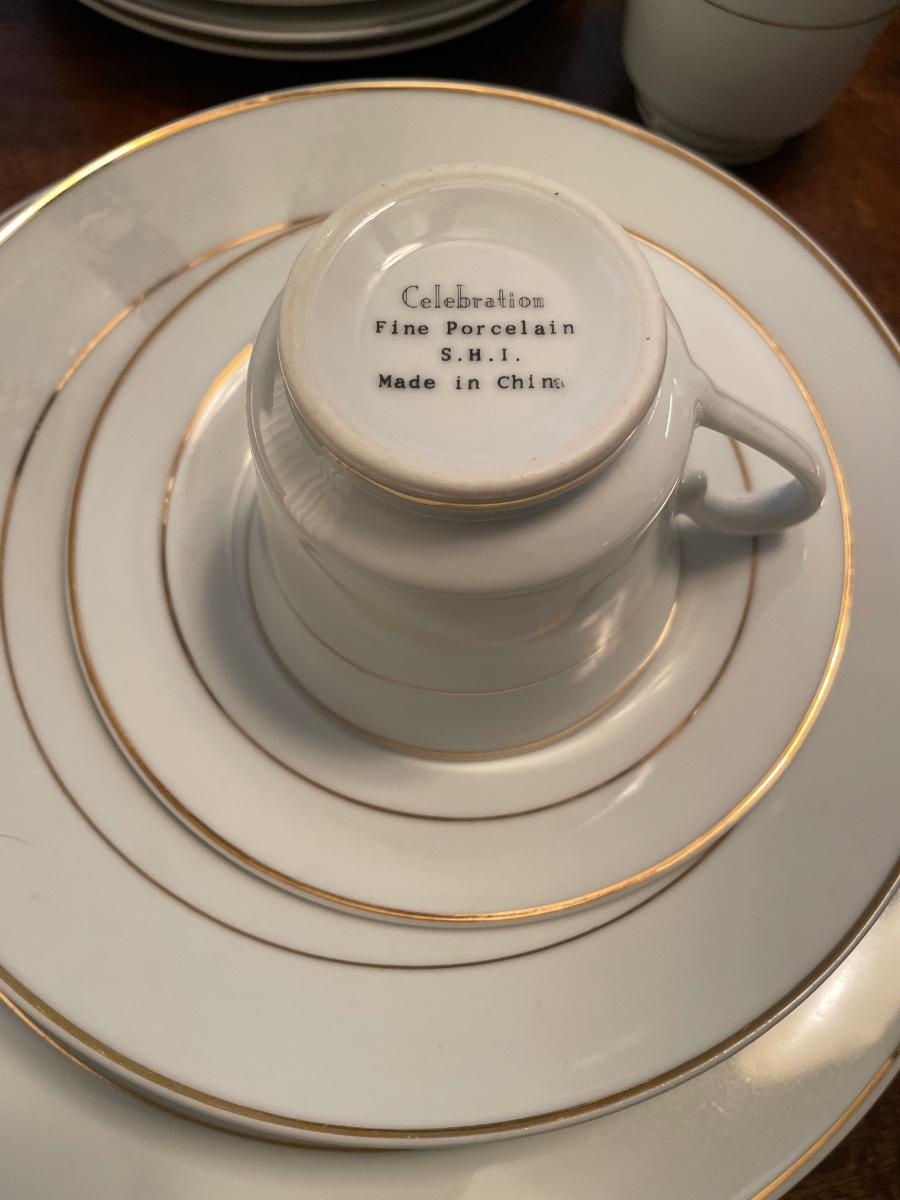 Celebration
Fine Porcelain
S.H.I.
Made in China